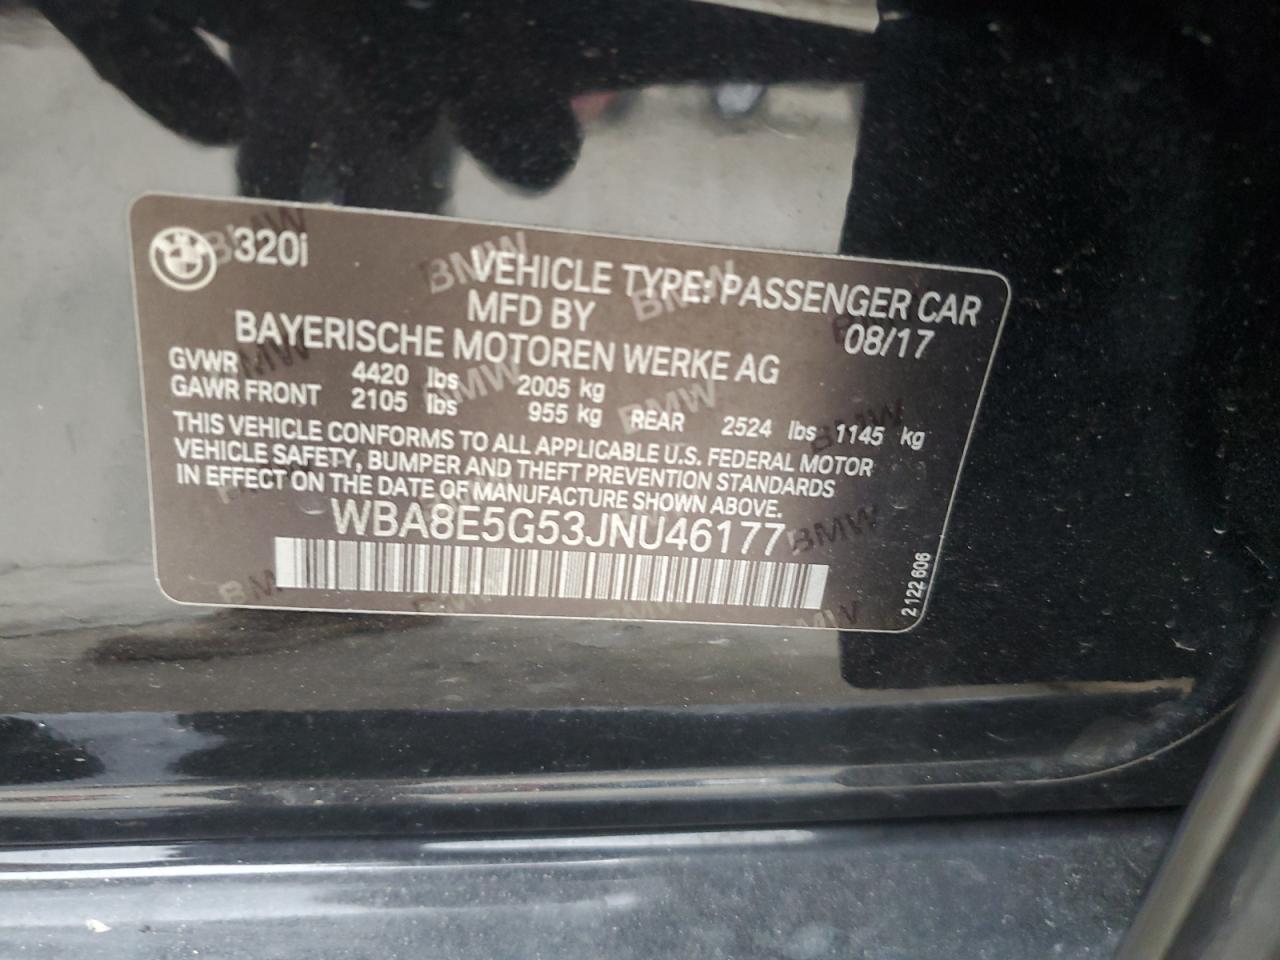 320i
VEHICLE TYPE: PASSENGER CAR
MFD BY 08/17
BAYERISCHE MOTOREN WERKE AG
GVWR 4420 lbs 2005 kg
GAWR FRONT 2105 lbs 955 kg REAR 2524 lbs 1145 kg
THIS VEHICLE CONFORMS TO ALL APPLICABLE U.S. FEDERAL MOTOR
VEHICLE SAFETY, BUMPER AND THEFT PREVENTION STANDARDS
IN EFFECT ON THE DATE OF MANUFACTURE SHOWN ABOVE.
WBA8E5G53JNU46177
2 122 606